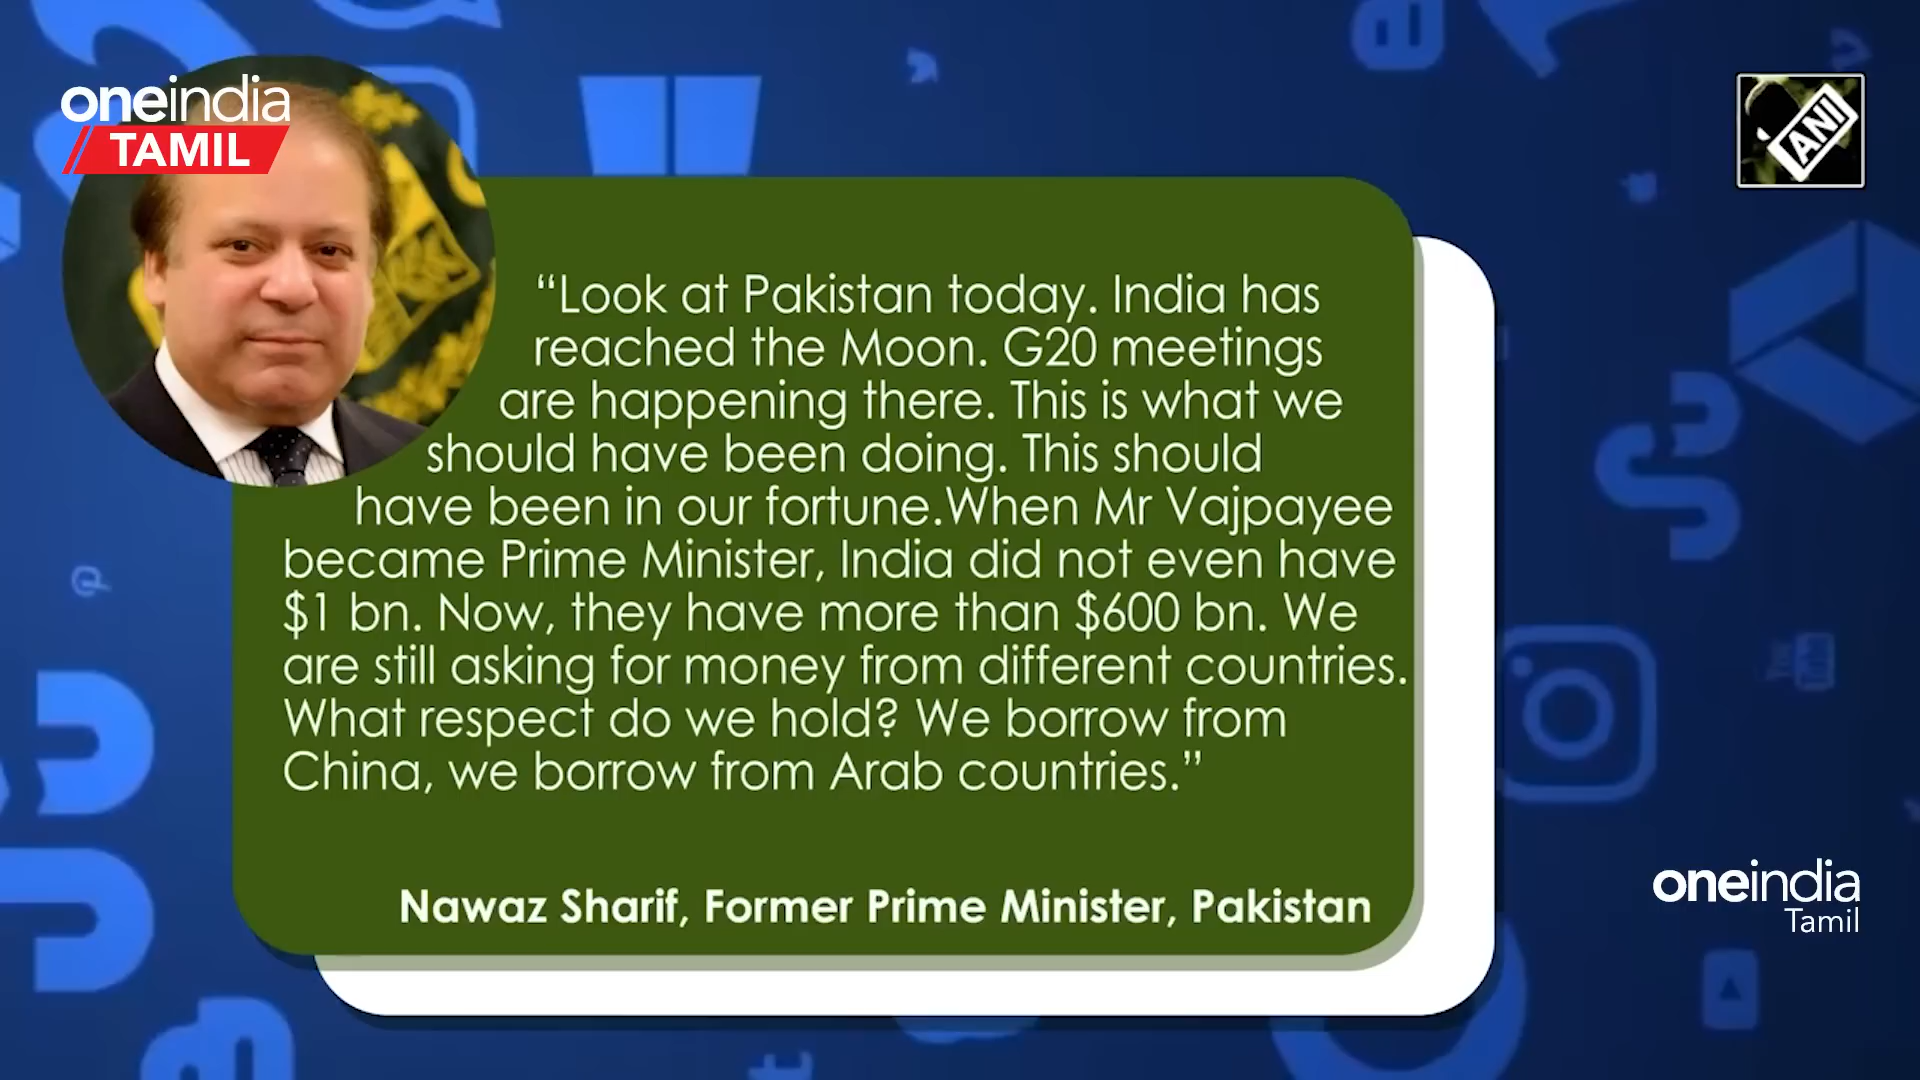 oneindia
TAMIL
ANI
“Look at Pakistan today. India has
reached the Moon. G20 meetings
are happening there. This is what we
should have been doing. This should
have been in our fortune.When Mr Vajpayee
became Prime Minister, India did not even have
$1 bn. Now, they have more than $600 bn. We
are still asking for money from different countries.
What respect do we hold? We borrow from
China, we borrow from Arab countries.”
Nawaz Sharif, Former Prime Minister, Pakistan
oneindia
Tamil